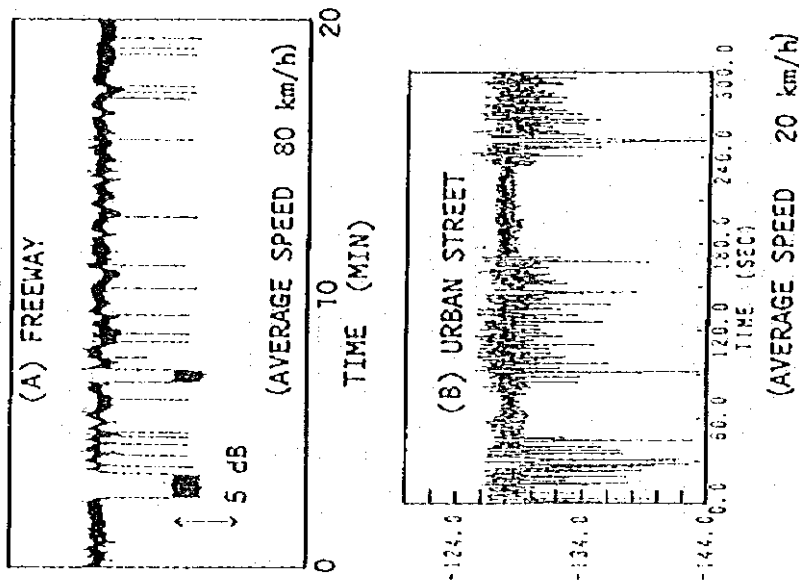 (A) FREEWAY
5 dB
(AVERAGE SPEED 80 km/h)
0 10 20
TIME (MIN)
(B) URBAN STREET
-124.0
-134.0
-144.0
0.0 60.0 120.0 180.0 240.0 300.0
TIME (SEC)
(AVERAGE SPEED 20 km/h)